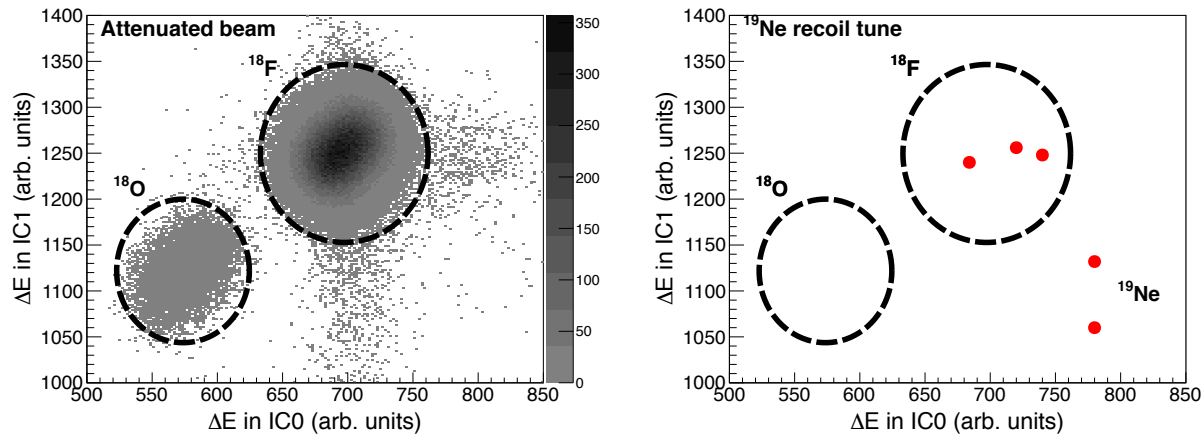 Attenuated beam
¹⁸F
¹⁸O
1400
1350
1300
1250
1200
1150
1100
1050
1000
500 550 600 650 700 750 800 850
ΔE in IC0 (arb. units)
ΔE in IC1 (arb. units)
350
300
250
200
150
100
50
0
¹⁹Ne recoil tune
¹⁸F
¹⁸O
¹⁹Ne
1400
1350
1300
1250
1200
1150
1100
1050
1000
500 550 600 650 700 750 800 850
ΔE in IC0 (arb. units)
ΔE in IC1 (arb. units)